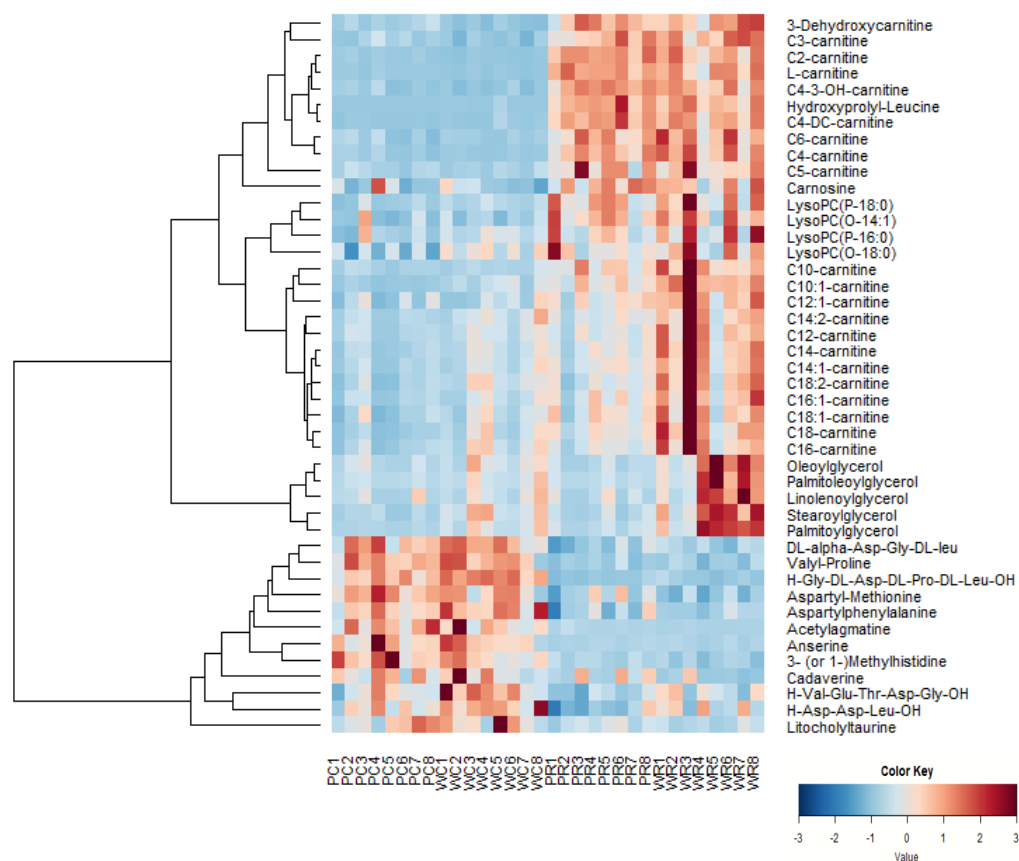 3-Dehydroxycarnitine
C3-carnitine
C2-carnitine
L-carnitine
C4-3-OH-carnitine
Hydroxyprolyl-Leucine
C4-DC-carnitine
C6-carnitine
C4-carnitine
C5-carnitine
Carnosine
LysoPC(P-18:0)
LysoPC(O-14:1)
LysoPC(P-16:0)
LysoPC(O-18:0)
C10-carnitine
C10:1-carnitine
C12:1-carnitine
C14:2-carnitine
C12-carnitine
C14-carnitine
C14:1-carnitine
C18:2-carnitine
C16:1-carnitine
C18:1-carnitine
C18-carnitine
C16-carnitine
Oleoylglycerol
Palmitoleoylglycerol
Linolenoylglycerol
Stearoylglycerol
Palmitoylglycerol
DL-alpha-Asp-Gly-DL-leu
Valyl-Proline
H-Gly-DL-Asp-DL-Pro-DL-Leu-OH
Aspartyl-Methionine
Aspartylphenylalanine
Acetylagmatine
Anserine
3- (or 1-)Methylhistidine
Cadaverine
H-Val-Glu-Thr-Asp-Gly-OH
H-Asp-Asp-Leu-OH
Litocholyltaurine
PC1
PC2
PC3
PC4
PC5
PC6
PC7
PC8
WC1
WC2
WC3
WC4
WC5
WC6
WC7
WC8
PR1
PR2
PR3
PR4
PR5
PR6
PR7
PR8
WR1
WR2
WR3
WR4
WR5
WR6
WR7
WR8
Color Key
-3 -2 -1 0 1 2 3
Value